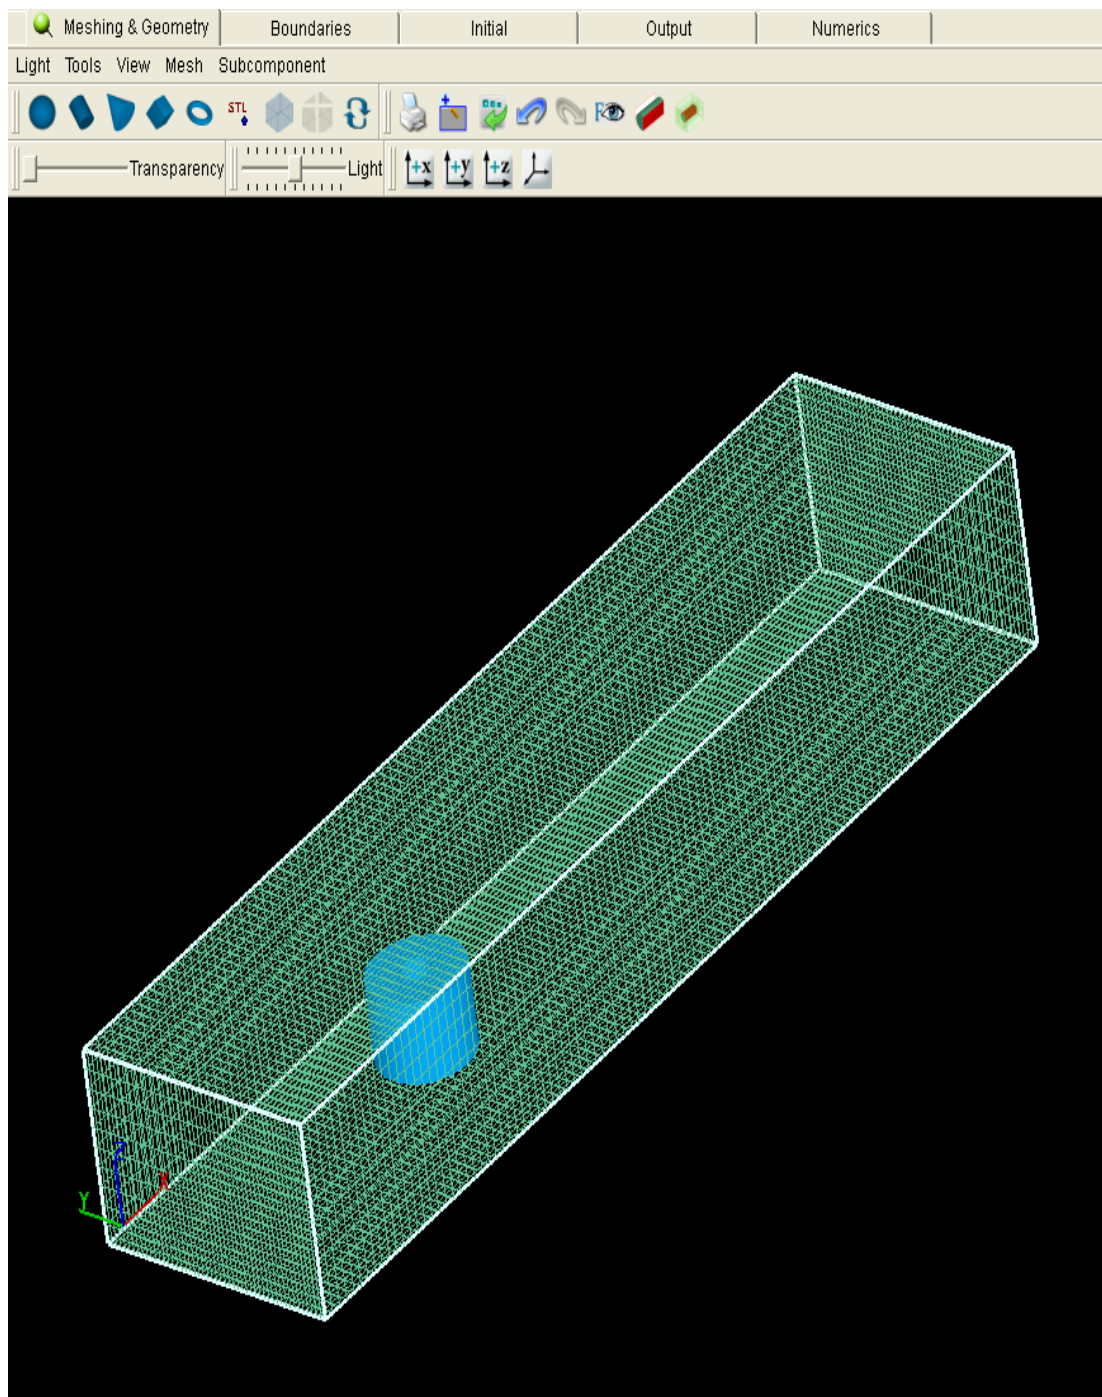 Meshing & Geometry Boundaries Initial Output Numerics
Light Tools View Mesh Subcomponent
STL
Transparency Light +x +y +z
Z
X
Y